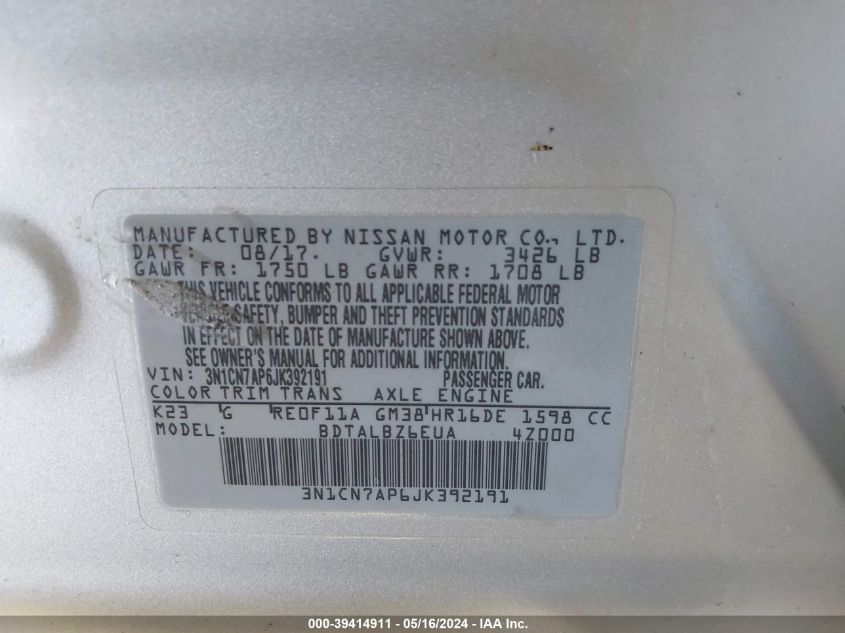 MANUFACTURED BY NISSAN MOTOR CO., LTD.
DATE: 08/17. GVWR: 3426 LB
GAWR FR: 1750 LB GAWR RR: 1708 LB
THIS VEHICLE CONFORMS TO ALL APPLICABLE FEDERAL MOTOR
VEHICLE SAFETY, BUMPER AND THEFT PREVENTION STANDARDS
IN EFFECT ON THE DATE OF MANUFACTURE SHOWN ABOVE.
SEE OWNER'S MANUAL FOR ADDITIONAL INFORMATION.
VIN: 3N1CN7AP6JK392191 PASSENGER CAR.
COLOR TRIM TRANS AXLE ENGINE
K23 G RE0F11A GM38 HR16DE 1598 CC
MODEL: BDTALBZ6EUA 4Z000
3N1CN7AP6JK392191
000-39414911 - 05/16/2024 - IAA Inc.